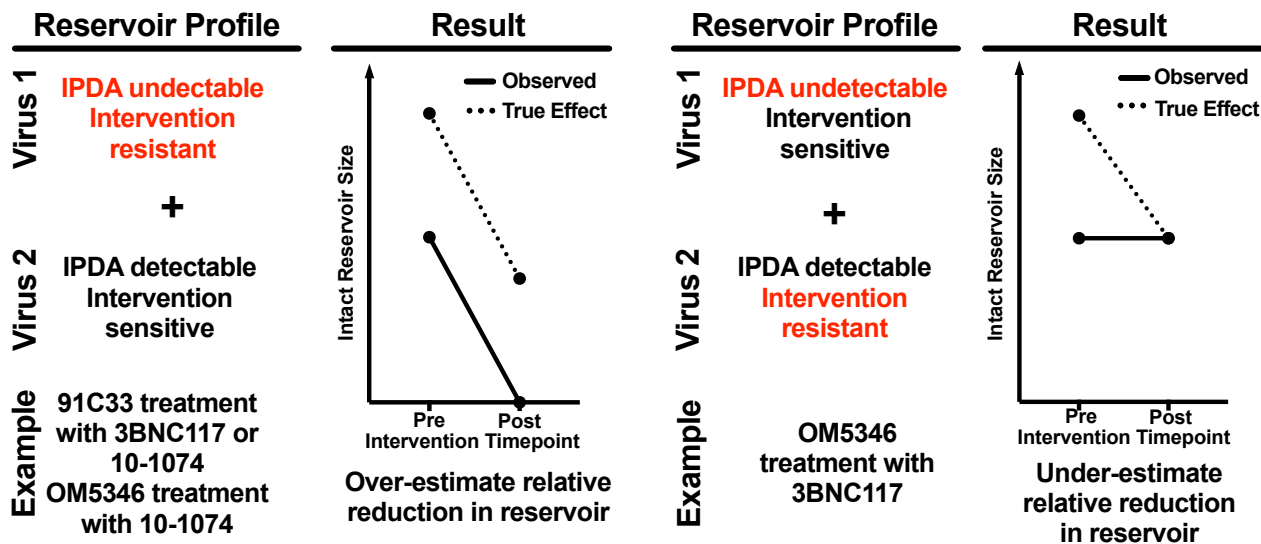 Reservoir Profile
Virus 1
IPDA undectable
Intervention
resistant
+
Virus 2
IPDA detectable
Intervention
sensitive
Example
91C33 treatment
with 3BNC117 or
10-1074
OM5346 treatment
with 10-1074
Result
Observed
True Effect
Intact Reservoir Size
Pre Post
Intervention Timepoint
Over-estimate relative
reduction in reservoir
Reservoir Profile
Virus 1
IPDA undetectable
Intervention
sensitive
+
Virus 2
IPDA detectable
Intervention
resistant
Example
OM5346
treatment with
3BNC117
Result
Observed
True Effect
Intact Reservoir Size
Pre Post
Intervention Timepoint
Under-estimate
relative reduction
in reservoir